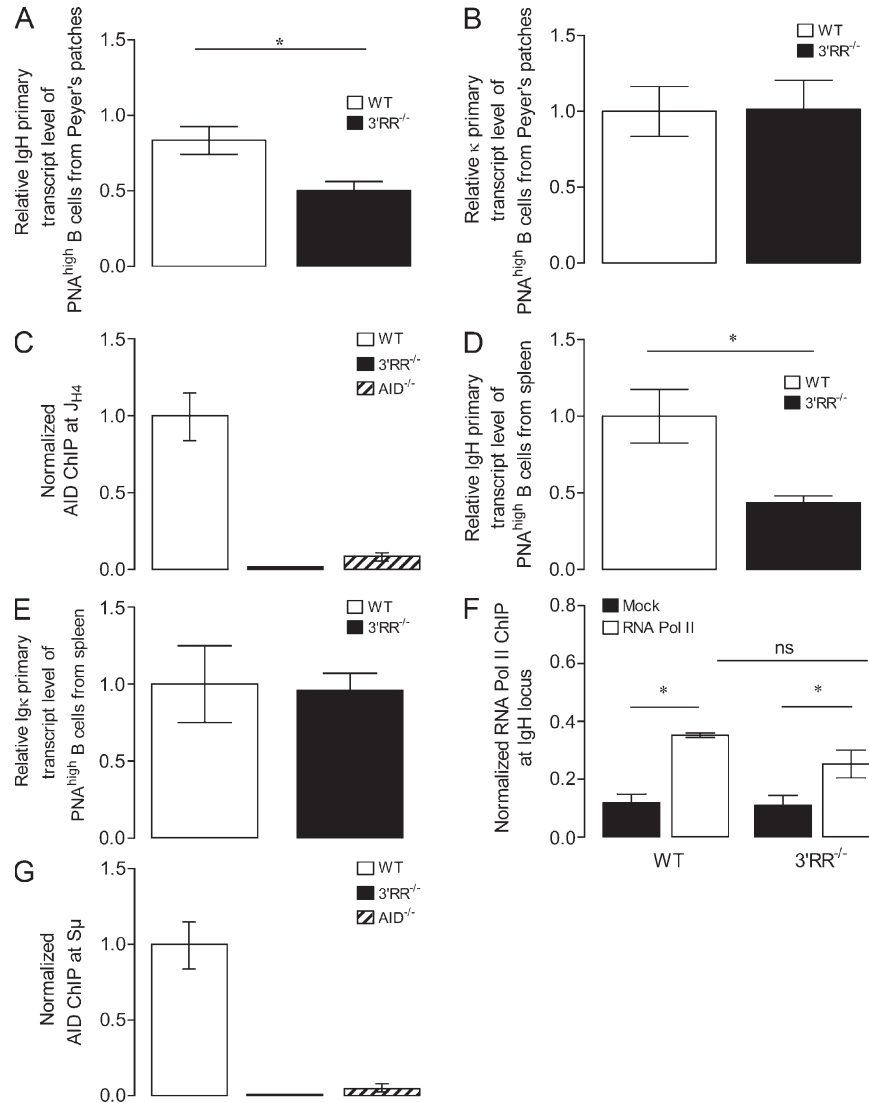 A
Relative IgH primary
transcript level of
PNAhigh B cells from Peyer's patches
1.5
1.0
0.5
0.0
*
WT
3'RR-/-
B
Relative κ primary
transcript level of
PNAhigh B cells from Peyer's patches
1.5
1.0
0.5
0.0
WT
3'RR-/-
C
Normalized
AID ChIP at JH4
1.5
1.0
0.5
0.0
WT
3'RR-/-
AID-/-
D
Relative IgH primary
transcript level of
PNAhigh B cells from spleen
1.5
1.0
0.5
0.0
*
WT
3'RR-/-
E
Relative Igκ primary
transcript level of
PNAhigh B cells from spleen
1.5
1.0
0.5
0.0
WT
3'RR-/-
F
Normalized RNA Pol II ChIP
at IgH locus
0.8
0.6
0.4
0.2
0.0
Mock
RNA Pol II
ns
*
*
WT
3'RR-/-
G
Normalized
AID ChIP at Sμ
1.5
1.0
0.5
0.0
WT
3'RR-/-
AID-/-